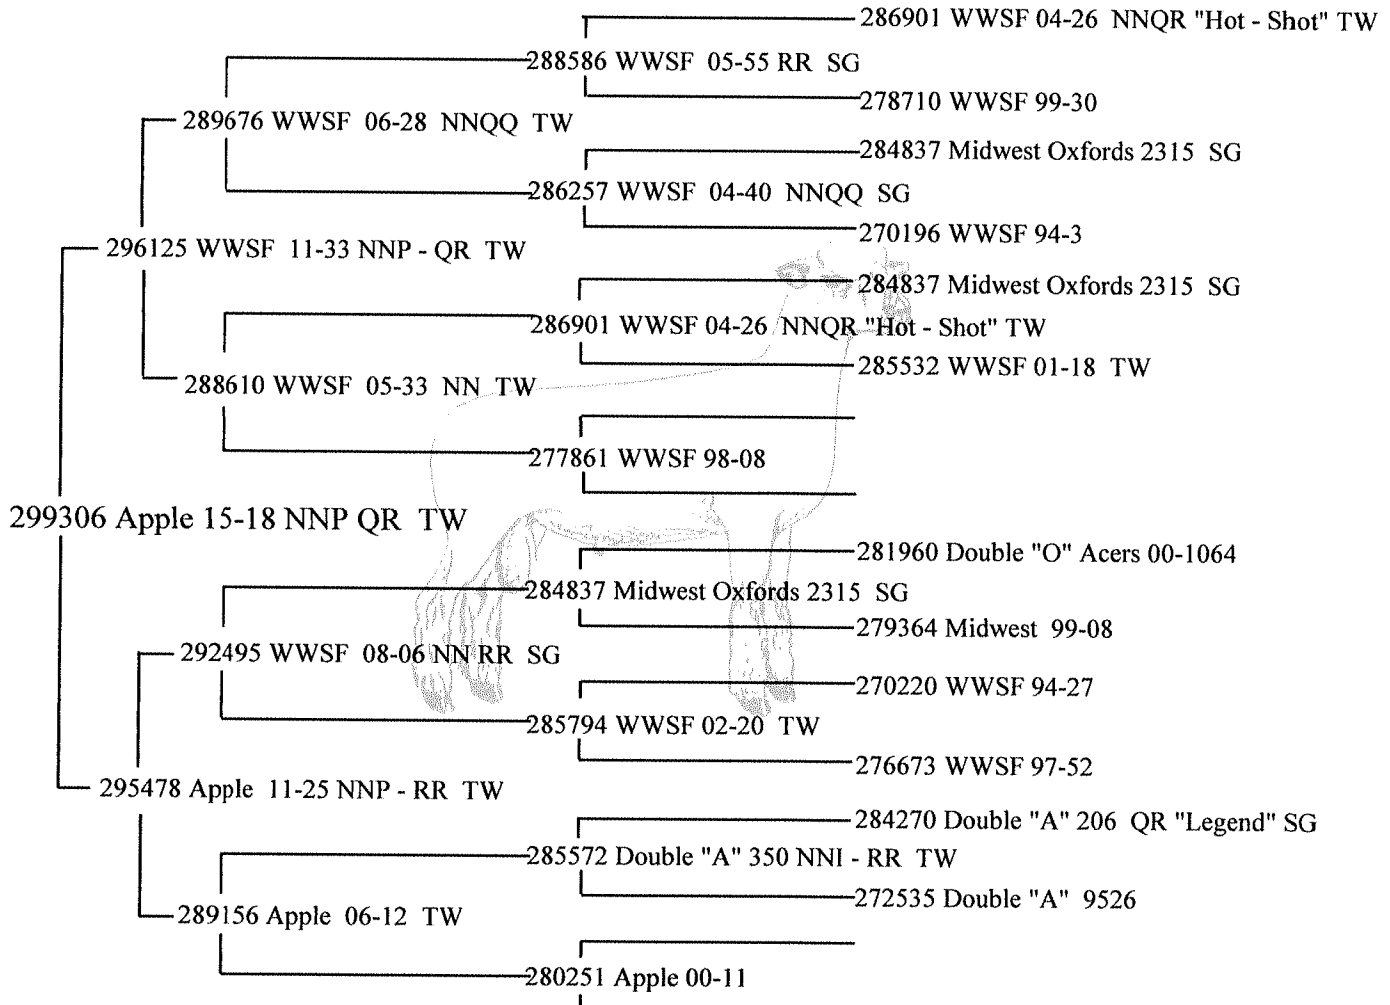 286901 WWSF 04-26 NNQR "Hot - Shot" TW
288586 WWSF 05-55 RR SG
278710 WWSF 99-30
289676 WWSF 06-28 NNQQ TW
284837 Midwest Oxfords 2315 SG
286257 WWSF 04-40 NNQQ SG
270196 WWSF 94-3
296125 WWSF 11-33 NNP - QR TW
284837 Midwest Oxfords 2315 SG
286901 WWSF 04-26 NNQR "Hot - Shot" TW
285532 WWSF 01-18 TW
288610 WWSF 05-33 NN TW
277861 WWSF 98-08
299306 Apple 15-18 NNP QR TW
281960 Double "O" Acers 00-1064
284837 Midwest Oxfords 2315 SG
279364 Midwest 99-08
292495 WWSF 08-06 NN RR SG
270220 WWSF 94-27
285794 WWSF 02-20 TW
276673 WWSF 97-52
295478 Apple 11-25 NNP - RR TW
284270 Double "A" 206 QR "Legend" SG
285572 Double "A" 350 NNI - RR TW
272535 Double "A" 9526
289156 Apple 06-12 TW
280251 Apple 00-11